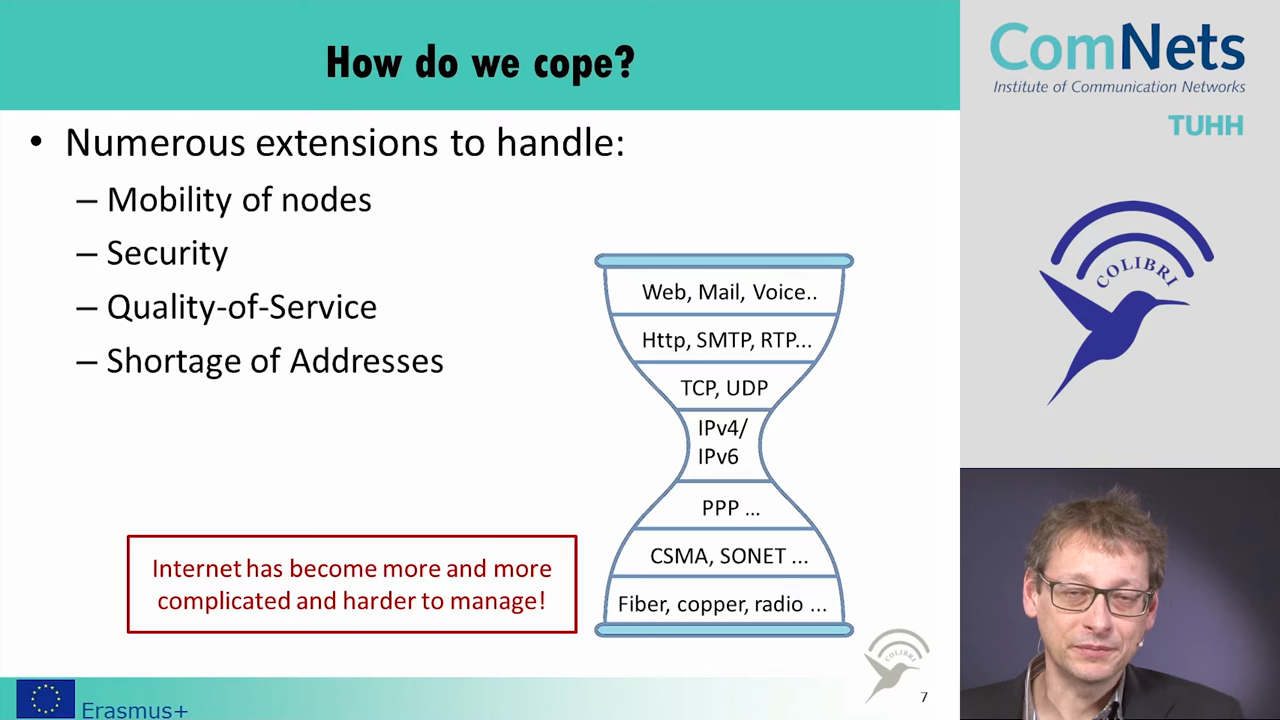 How do we cope?
• Numerous extensions to handle:
– Mobility of nodes
– Security
– Quality-of-Service
– Shortage of Addresses
Web, Mail, Voice..
Http, SMTP, RTP...
TCP, UDP
IPv4/
IPv6
PPP ...
CSMA, SONET ...
Fiber, copper, radio ...
Internet has become more and more
complicated and harder to manage!
COLIBRI
7
Erasmus+
ComNets
Institute of Communication Networks
TUHH
COLIBRI